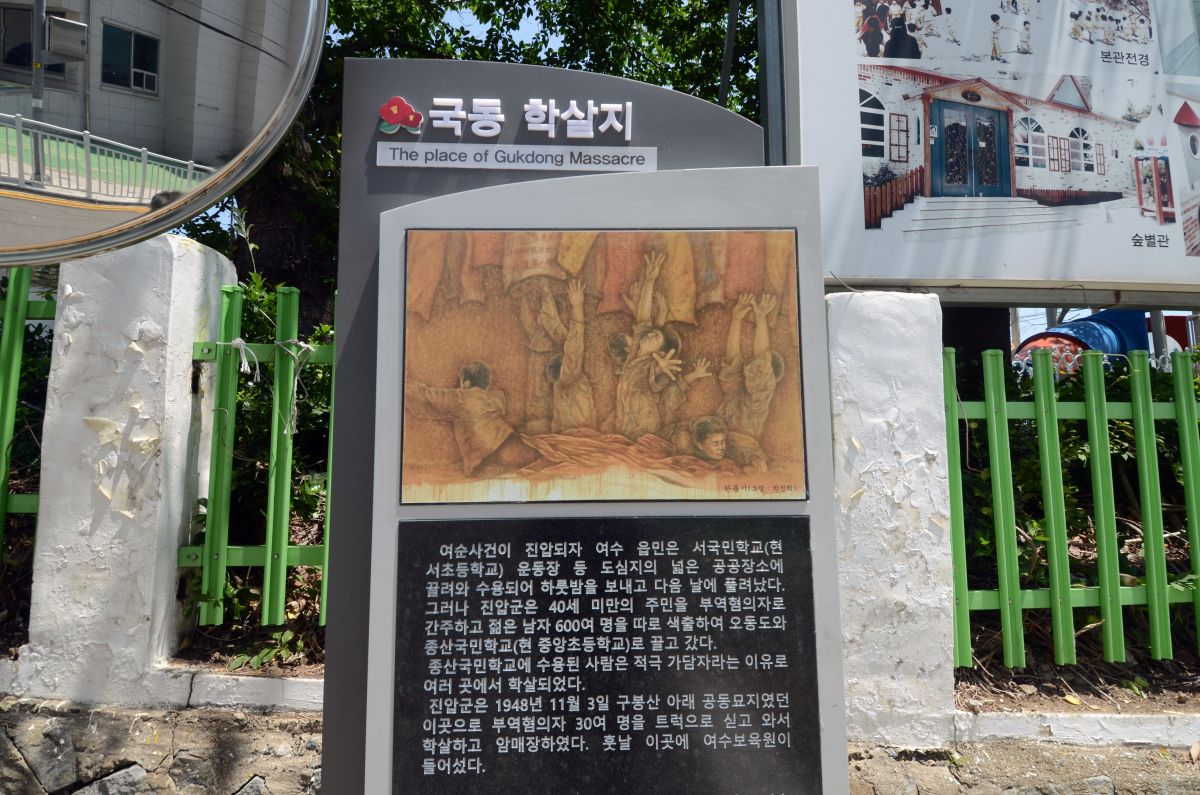 국동 학살지
The place of Gukdong Massacre
본관전경
숲별관
여순사건이 진압되자 여수 읍민은 서국민학교(현
서초등학교) 운동장 등 도심지의 넓은 공공장소에
끌려와 수용되어 하룻밤을 보내고 다음 날에 풀려났다.
그러나 진압군은 40세 미만의 주민을 부역혐의자로
간주하고 젊은 남자 600여 명을 따로 색출하여 오동도와
종산국민학교(현 중앙초등학교)로 끌고 갔다.
종산국민학교에 수용된 사람은 적극 가담자라는 이유로
여러 곳에서 학살되었다.
진압군은 1948년 11월 3일 구봉산 아래 공동묘지였던
이곳으로 부역혐의자 30여 명을 트럭으로 싣고 와서
학살하고 암매장하였다. 훗날 이곳에 여수보육원이
들어섰다.